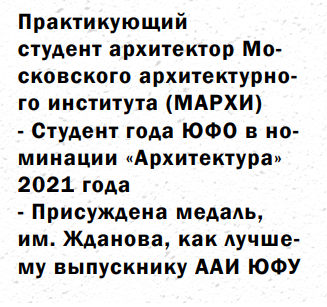 Практикующий
студент архитектор Мо-
сковского архитектурно-
го института (МАРХИ)
- Студент года ЮФО в но-
минации «Архитектура»
2021 года
- Присуждена медаль,
им. Жданова, как лучше-
му выпускнику ААИ ЮФУ